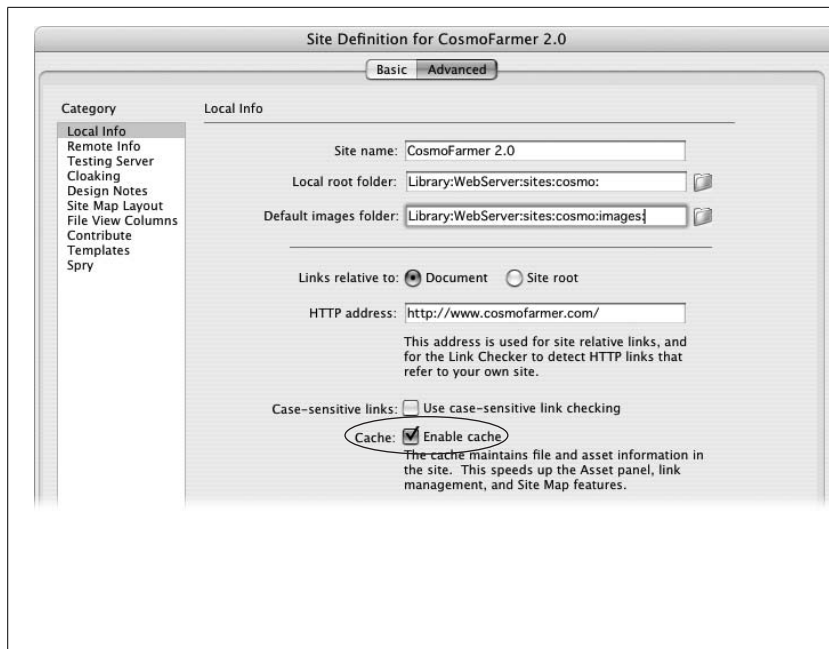 Site Definition for CosmoFarmer 2.0
Basic Advanced
Category
Local Info
Remote Info
Testing Server
Cloaking
Design Notes
Site Map Layout
File View Columns
Contribute
Templates
Spry
Local Info
Site name: CosmoFarmer 2.0
Local root folder: Library:WebServer:sites:cosmo:
Default images folder: Library:WebServer:sites:cosmo:images:
Links relative to: Document Site root
HTTP address: http://www.cosmofarmer.com/
This address is used for site relative links, and
for the Link Checker to detect HTTP links that
refer to your own site.
Case-sensitive links: Use case-sensitive link checking
Cache: Enable cache
The cache maintains file and asset information in
the site. This speeds up the Asset panel, link
management, and Site Map features.